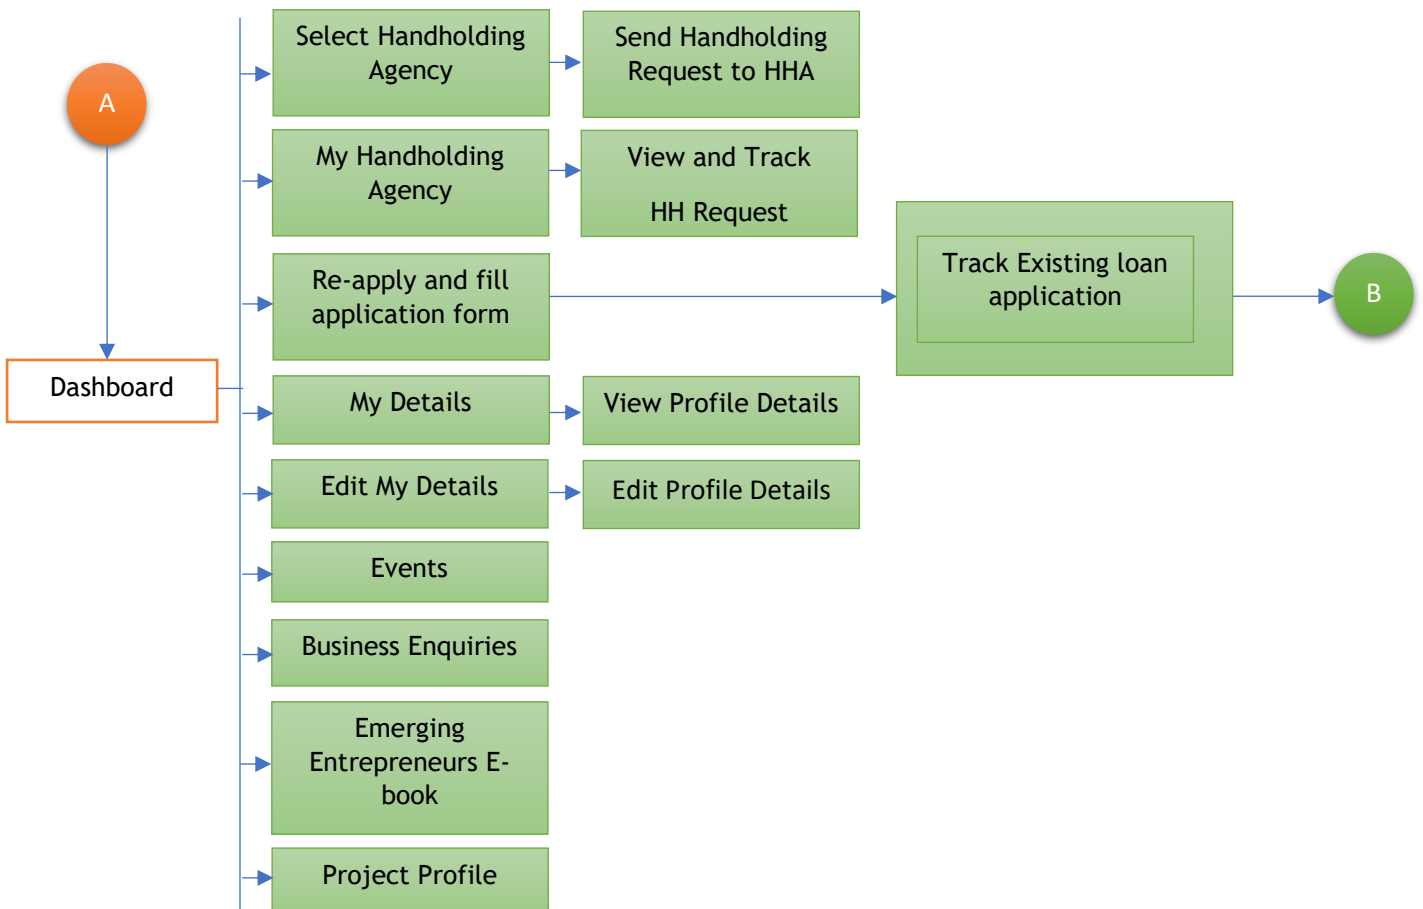 A
Dashboard
Select Handholding
Agency
Send Handholding
Request to HHA
My Handholding
Agency
View and Track
HH Request
Re-apply and fill
application form
Track Existing loan
application
B
My Details
View Profile Details
Edit My Details
Edit Profile Details
Events
Business Enquiries
Emerging
Entrepreneurs E-
book
Project Profile